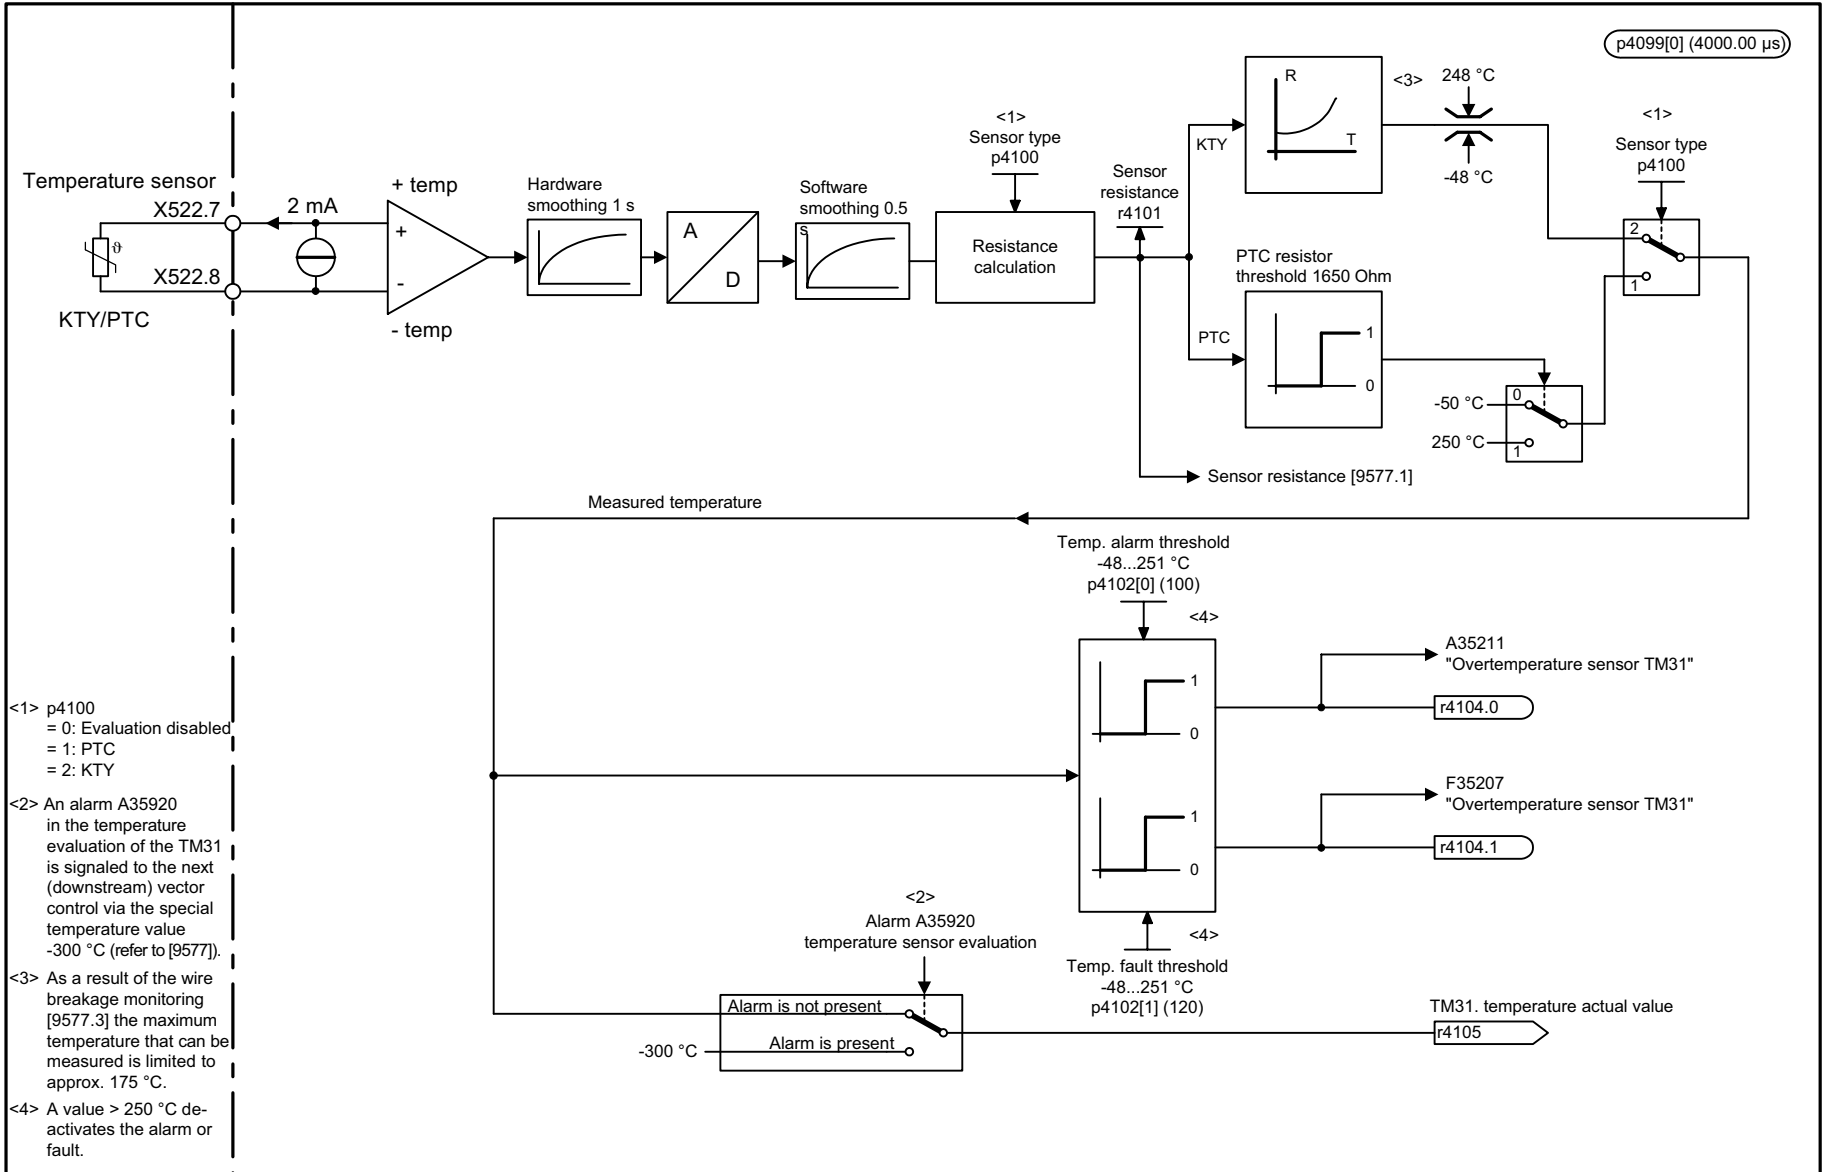 p4099[0] (4000.00 µs)
R
T
<3>
248 °C
-48 °C
<1>
Sensor type
p4100
2
1
<1>
Sensor type
p4100
Sensor
resistance
r4101
KTY
PTC
Temperature sensor
X522.7
X522.8
ϑ
KTY/PTC
2 mA
+ temp
+
-
- temp
Hardware
smoothing 1 s
A
D
Software
smoothing 0.5
s
Resistance
calculation
PTC resistor
threshold 1650 Ohm
1
0
-50 °C
250 °C
0
1
Sensor resistance [9577.1]
Measured temperature
Temp. alarm threshold
-48...251 °C
p4102[0] (100)
<4>
1
0
1
0
A35211
"Overtemperature sensor TM31"
r4104.0
F35207
"Overtemperature sensor TM31"
r4104.1
<4>
Temp. fault threshold
-48...251 °C
p4102[1] (120)
<2>
Alarm A35920
temperature sensor evaluation
Alarm is not present
-300 °C
Alarm is present
TM31. temperature actual value
r4105
<1> p4100
= 0: Evaluation disabled
= 1: PTC
= 2: KTY
<2> An alarm A35920
in the temperature
evaluation of the TM31
is signaled to the next
(downstream) vector
control via the special
temperature value
-300 °C (refer to [9577]).
<3> As a result of the wire
breakage monitoring
[9577.3] the maximum
temperature that can be
measured is limited to
approx. 175 °C.
<4> A value > 250 °C de-
activates the alarm or
fault.